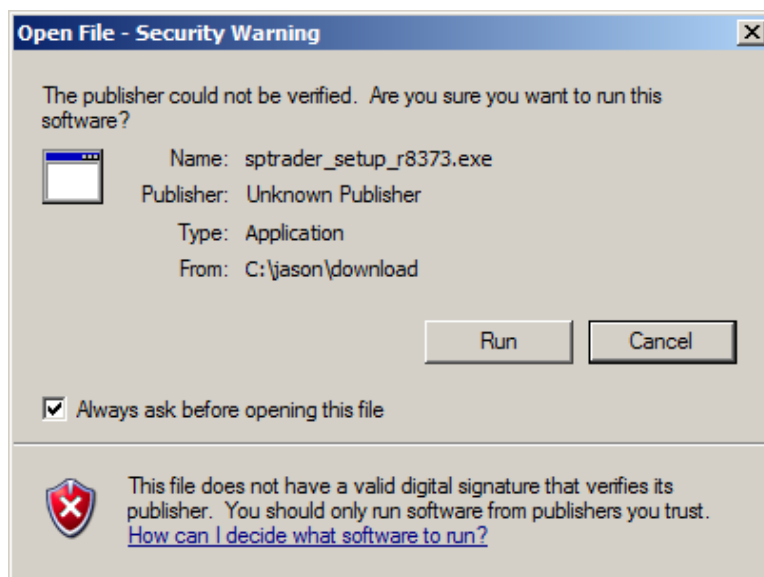 Open File - Security Warning
The publisher could not be verified.  Are you sure you want to run this
software?
Name: sptrader_setup_r8373.exe
Publisher: Unknown Publisher
Type: Application
From: C:\jason\download
Run
Cancel
Always ask before opening this file
This file does not have a valid digital signature that verifies its
publisher.  You should only run software from publishers you trust.
How can I decide what software to run?